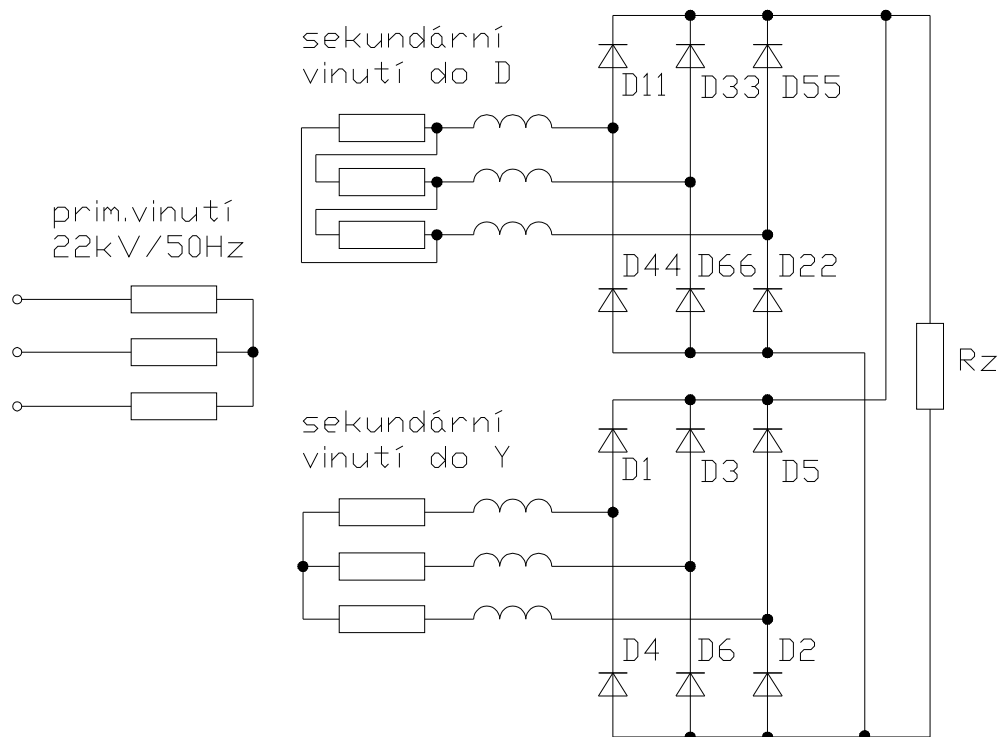 sekundární
vinutí do D
D11
D33
D55
prim.vinutí
22kV/50Hz
D44
D66
D22
Rz
sekundární
vinutí do Y
D1
D3
D5
D4
D6
D2